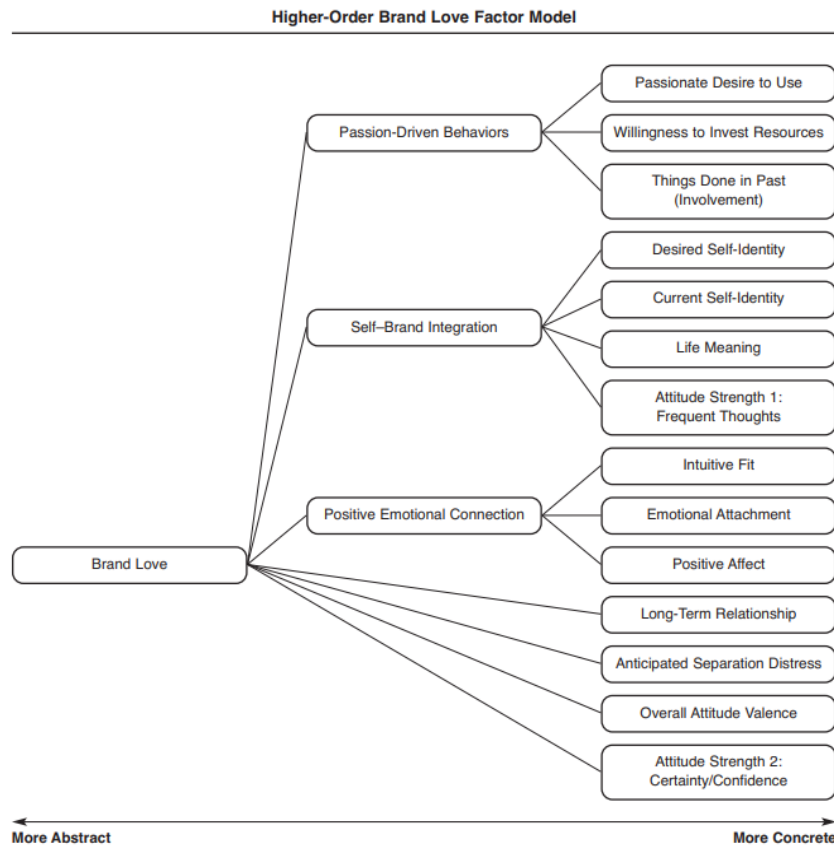 Higher-Order Brand Love Factor Model
Passionate Desire to Use
Passion-Driven Behaviors
Willingness to Invest Resources
Things Done in Past
(Involvement)
Desired Self-Identity
Current Self-Identity
Self–Brand Integration
Life Meaning
Attitude Strength 1:
Frequent Thoughts
Intuitive Fit
Positive Emotional Connection
Emotional Attachment
Brand Love
Positive Affect
Long-Term Relationship
Anticipated Separation Distress
Overall Attitude Valence
Attitude Strength 2:
Certainty/Confidence
More Abstract
More Concrete